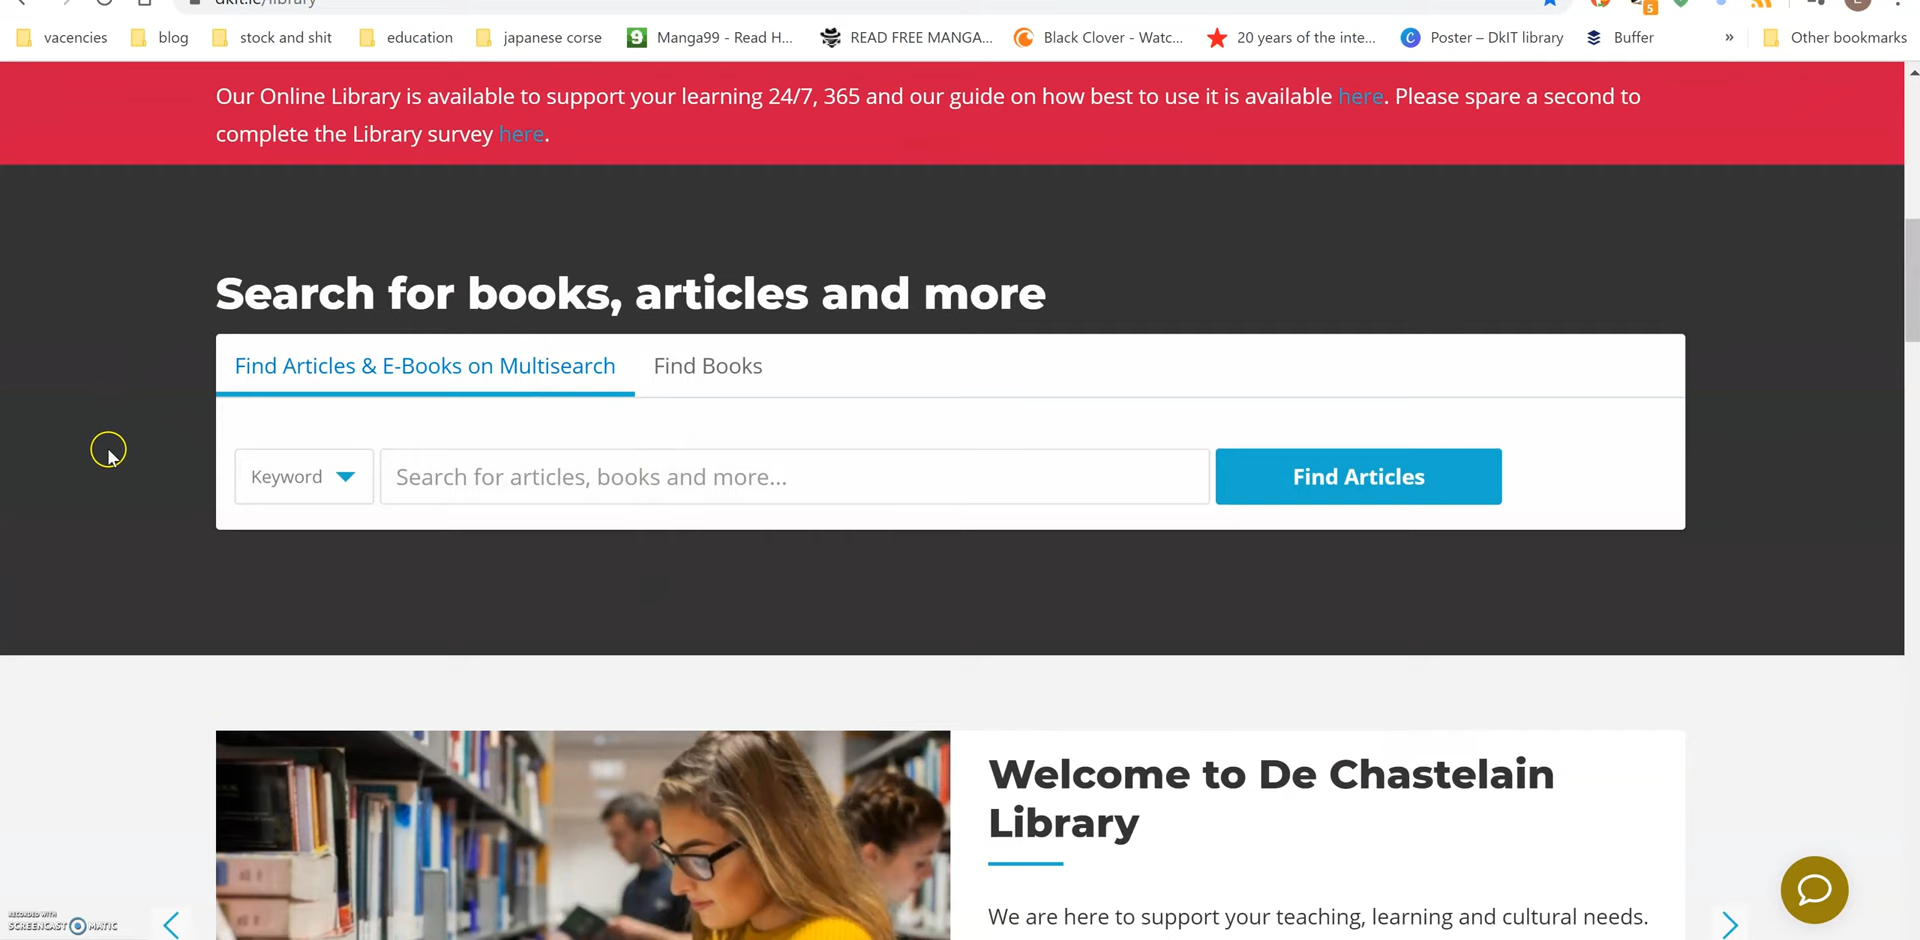 dkit.ie/library
5
vacencies blog stock and shit education japanese corse Manga99 - Read H... READ FREE MANGA... Black Clover - Watc... 20 years of the inte... Poster – DkIT library Buffer » Other bookmarks
Our Online Library is available to support your learning 24/7, 365 and our guide on how best to use it is available here. Please spare a second to
complete the Library survey here.
Search for books, articles and more
Find Articles & E-Books on Multisearch Find Books
Keyword Search for articles, books and more... Find Articles
Welcome to De Chastelain
Library
We are here to support your teaching, learning and cultural needs.
RECORDED WITH
SCREENCAST MATIC